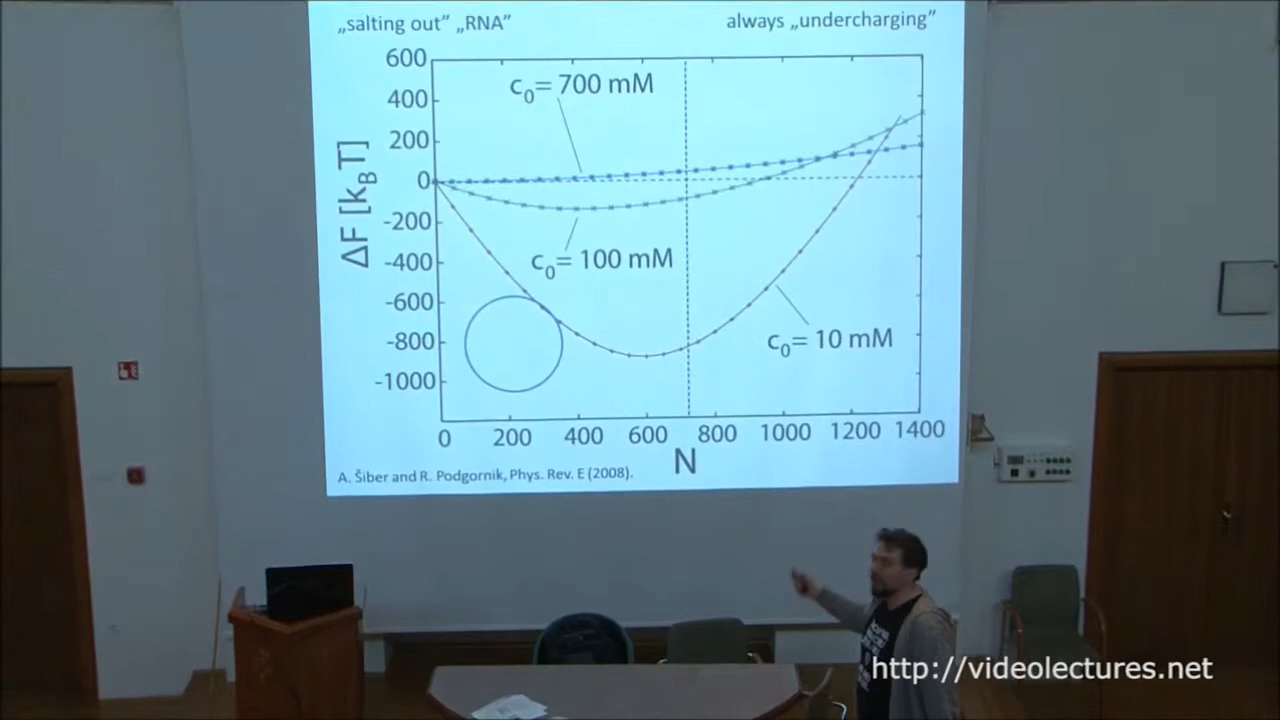 „salting out” „RNA”
always „undercharging”
600
400
200
0
-200
-400
-600
-800
-1000
ΔF [kBT]
c0= 700 mM
c0= 100 mM
c0= 10 mM
0 200 400 600 800 1000 1200 1400
N
A. Šiber and R. Podgornik, Phys. Rev. E (2008).
http://videolectures.net